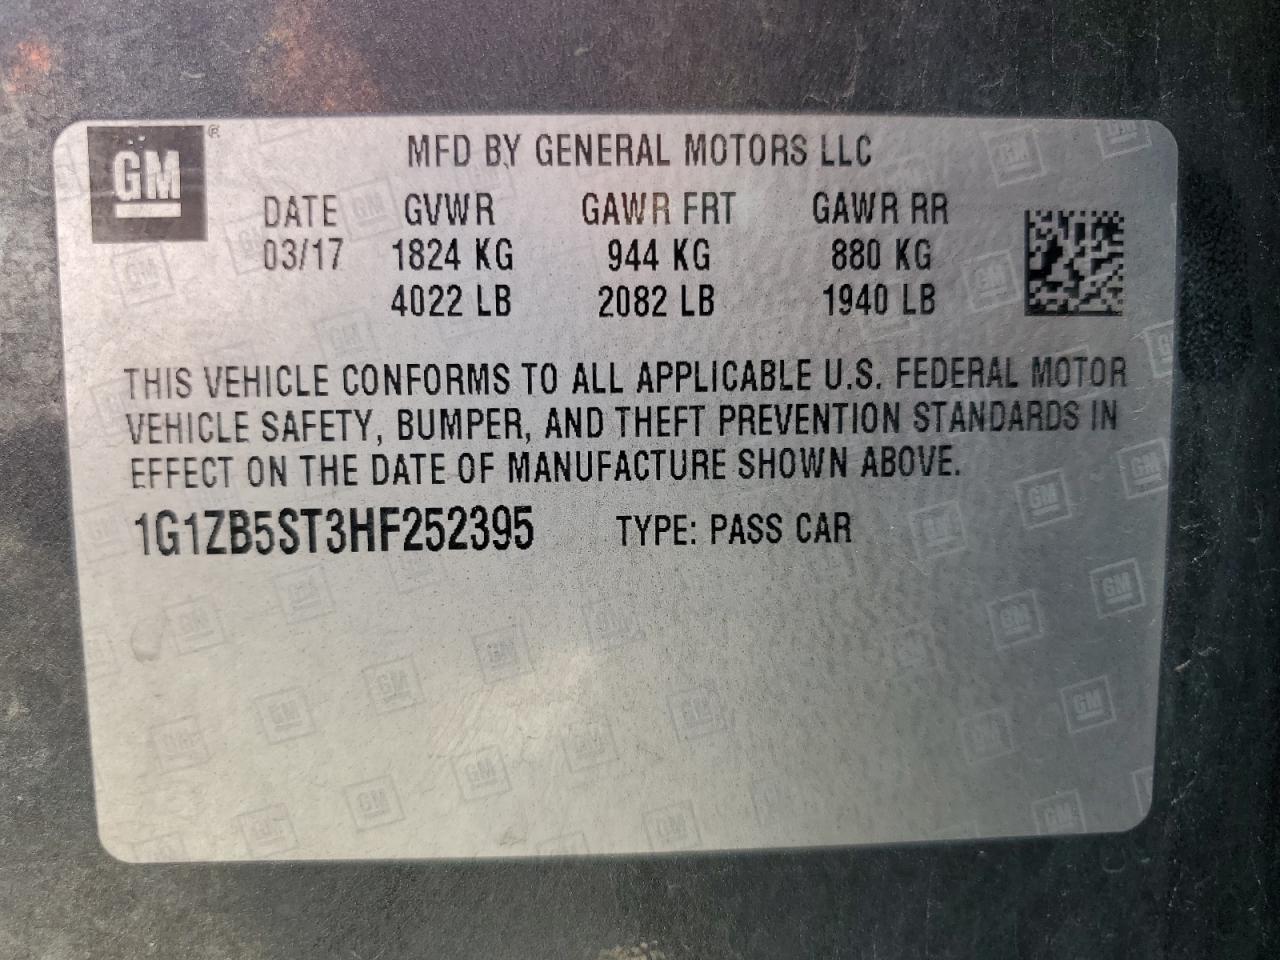 GM
MFD BY GENERAL MOTORS LLC
DATE GVWR GAWR FRT GAWR RR
03/17 1824 KG 944 KG 880 KG
4022 LB 2082 LB 1940 LB
THIS VEHICLE CONFORMS TO ALL APPLICABLE U.S. FEDERAL MOTOR
VEHICLE SAFETY, BUMPER, AND THEFT PREVENTION STANDARDS IN
EFFECT ON THE DATE OF MANUFACTURE SHOWN ABOVE.
1G1ZB5ST3HF252395 TYPE: PASS CAR